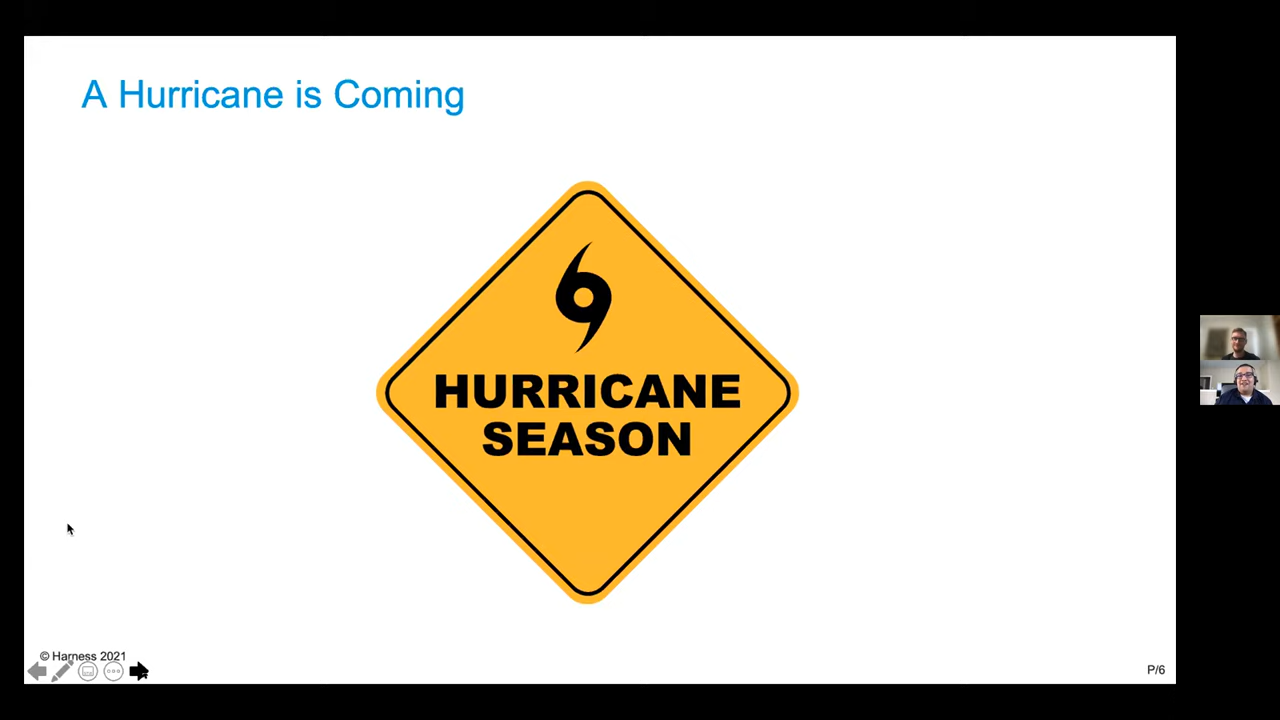 A Hurricane is Coming
HURRICANE
SEASON
© Harness 2021
P/6